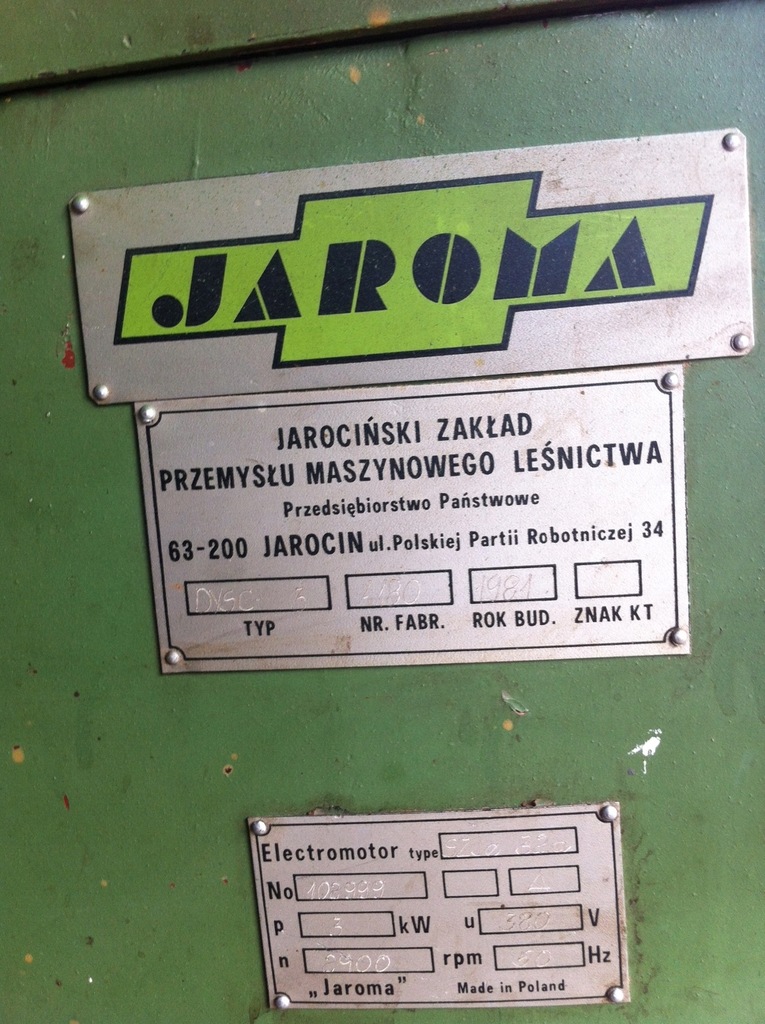 JAROMA
JAROCIŃSKI ZAKŁAD
PRZEMYSŁU MASZYNOWEGO LEŚNICTWA
Przedsiębiorstwo Państwowe
63-200 JAROCIN ul.Polskiej Partii Robotniczej 34
1981
TYP NR. FABR. ROK BUD. ZNAK KT
Electromotor type
No 103999 Δ
p 3 kW u 380 V
n rpm 50 Hz
„Jaroma” Made in Poland